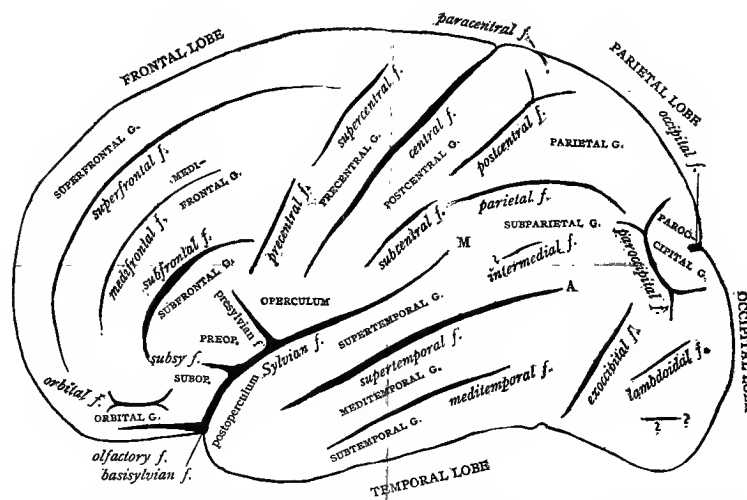 paracentral f.
FRONTAL LOBE
PARIETAL LOBE
occipital f.
SUPERFRONTAL G.
superfrontal f.
MEDI-
FRONTAL G.
medifrontal f.
subfrontal f.
SUBFRONTAL G.
precentral f.
supercentral f.
PRECENTRAL G.
central f.
POSTCENTRAL G.
postcentral f.
PARIETAL G.
subcentral f.
parietal f.
SUBPARIETAL G.
intermedial f.
PAROC-
CIPITAL G.
paroccipital f.
M
A
OPERCULUM
presylvian f
PREOP.
subsy f.
SUBOP.
Sylvian f.
postoperculum
SUPERTEMPORAL G.
supertemporal f.
MEDITEMPORAL G.
meditemporal f.
SUBTEMPORAL G.
exoccipital f.
lambdoidal f.
? ?
orbital f.
ORBITAL G.
olfactory f.
basisylvian f.
TEMPORAL LOBE